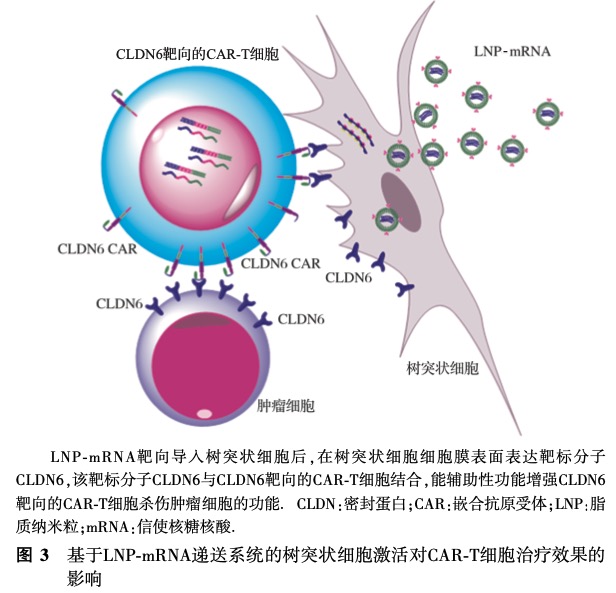 CLDN6靶向的CAR-T细胞
LNP-mRNA
CLDN6 CAR
CLDN6 CAR
CLDN6
CLDN6
CLDN6
树突状细胞
肿瘤细胞
LNP-mRNA靶向导入树突状细胞后,在树突状细胞细胞膜表面表达靶标分子
CLDN6,该靶标分子CLDN6与CLDN6靶向的CAR-T细胞结合,能辅助性功能增强CLDN6
靶向的CAR-T细胞杀伤肿瘤细胞的功能. CLDN:密封蛋白;CAR:嵌合抗原受体;LNP:脂
质纳米粒;mRNA:信使核糖核酸.
图 3 基于LNP-mRNA递送系统的树突状细胞激活对CAR-T细胞治疗效果的
影响